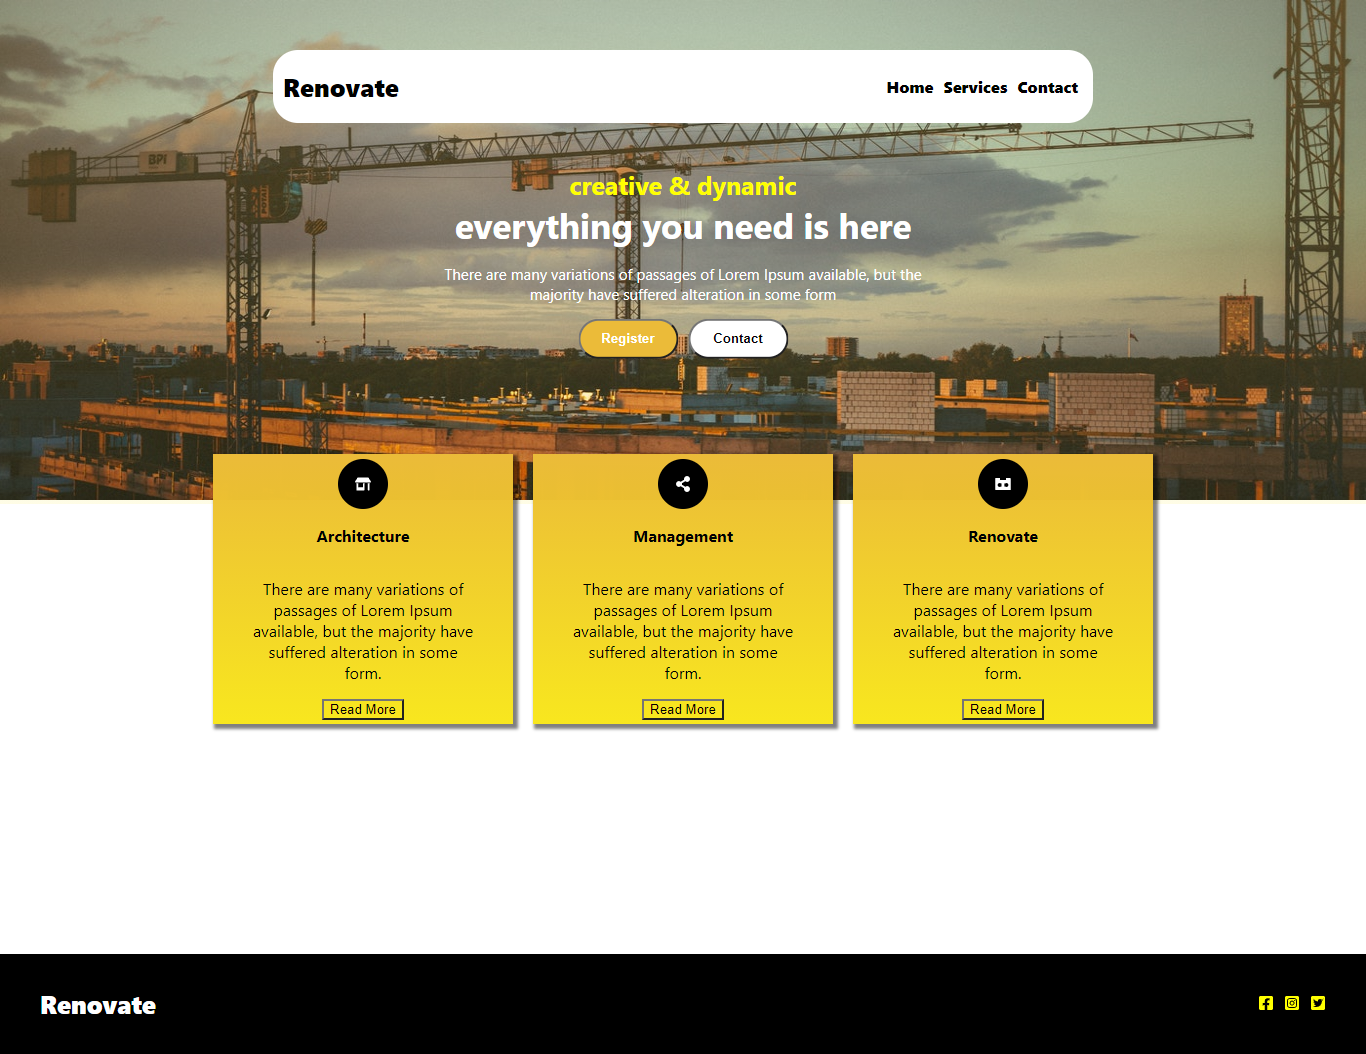 Renovate
Home Services Contact
BPI
creative & dynamic
everything you need is here
There are many variations of passages of Lorem Ipsum available, but the
majority have suffered alteration in some form
Register
Contact
Architecture
There are many variations of
passages of Lorem Ipsum
available, but the majority have
suffered alteration in some
form.
Read More
Management
There are many variations of
passages of Lorem Ipsum
available, but the majority have
suffered alteration in some
form.
Read More
Renovate
There are many variations of
passages of Lorem Ipsum
available, but the majority have
suffered alteration in some
form.
Read More
Renovate